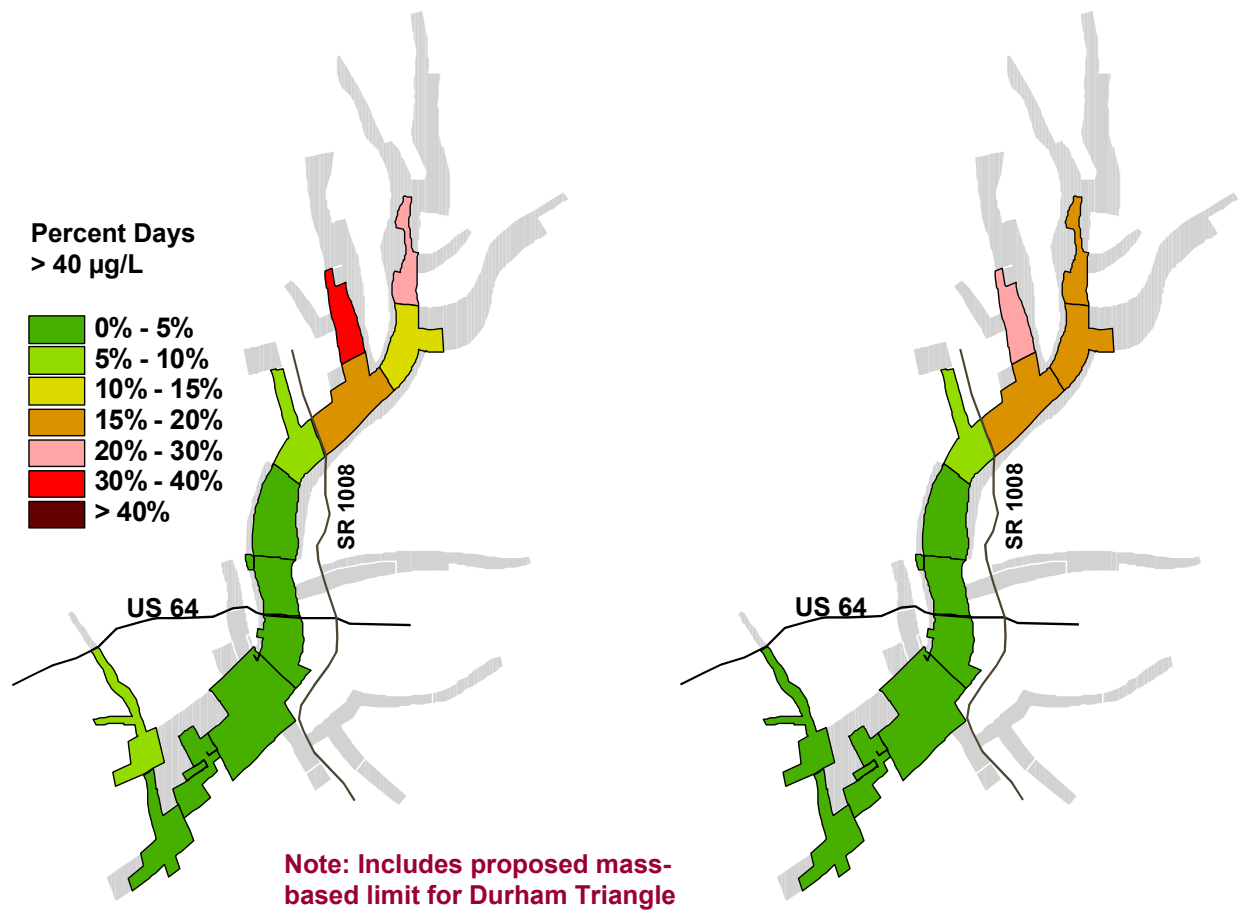 Percent Days
> 40 µg/L
0% - 5%
5% - 10%
10% - 15%
15% - 20%
20% - 30%
30% - 40%
> 40%
SR 1008
US 64
SR 1008
US 64
Note: Includes proposed mass-
based limit for Durham Triangle